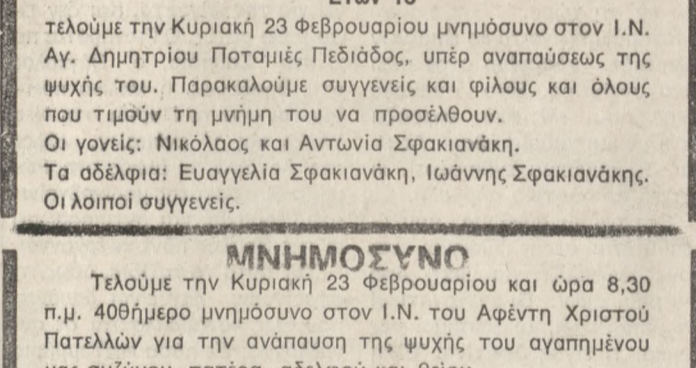 τελούμε την Κυριακή 23 Φεβρουαρίου μνημόσυνο στον Ι.Ν.
Αγ. Δημητρίου Ποταμιές Πεδιάδος, υπέρ αναπαύσεως της
ψυχής του. Παρακαλούμε συγγενείς και φίλους και όλους
που τιμούν τη μνήμη του να προσέλθουν.
Οι γονείς: Νικόλαος και Αντωνία Σφακιανάκη.
Τα αδέλφια: Ευαγγελία Σφακιανάκη, Ιωάννης Σφακιανάκης.
Οι λοιποί συγγενείς.
ΜΝΗΜΟΣΥΝΟ
Τελούμε την Κυριακή 23 Φεβρουαρίου και ώρα 8,30
π.μ. 40θήμερο μνημόσυνο στον Ι.Ν. του Αφέντη Χριστού
Πατελλών για την ανάπαυση της ψυχής του αγαπημένου